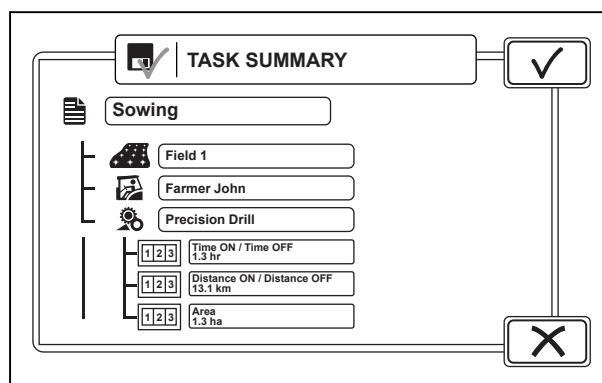 TASK SUMMARY
Sowing
Field 1
Farmer John
Precision Drill
1 2 3
Time ON / Time OFF
1.3 hr
1 2 3
Distance ON / Distance OFF
13.1 km
1 2 3
Area
1.3 ha